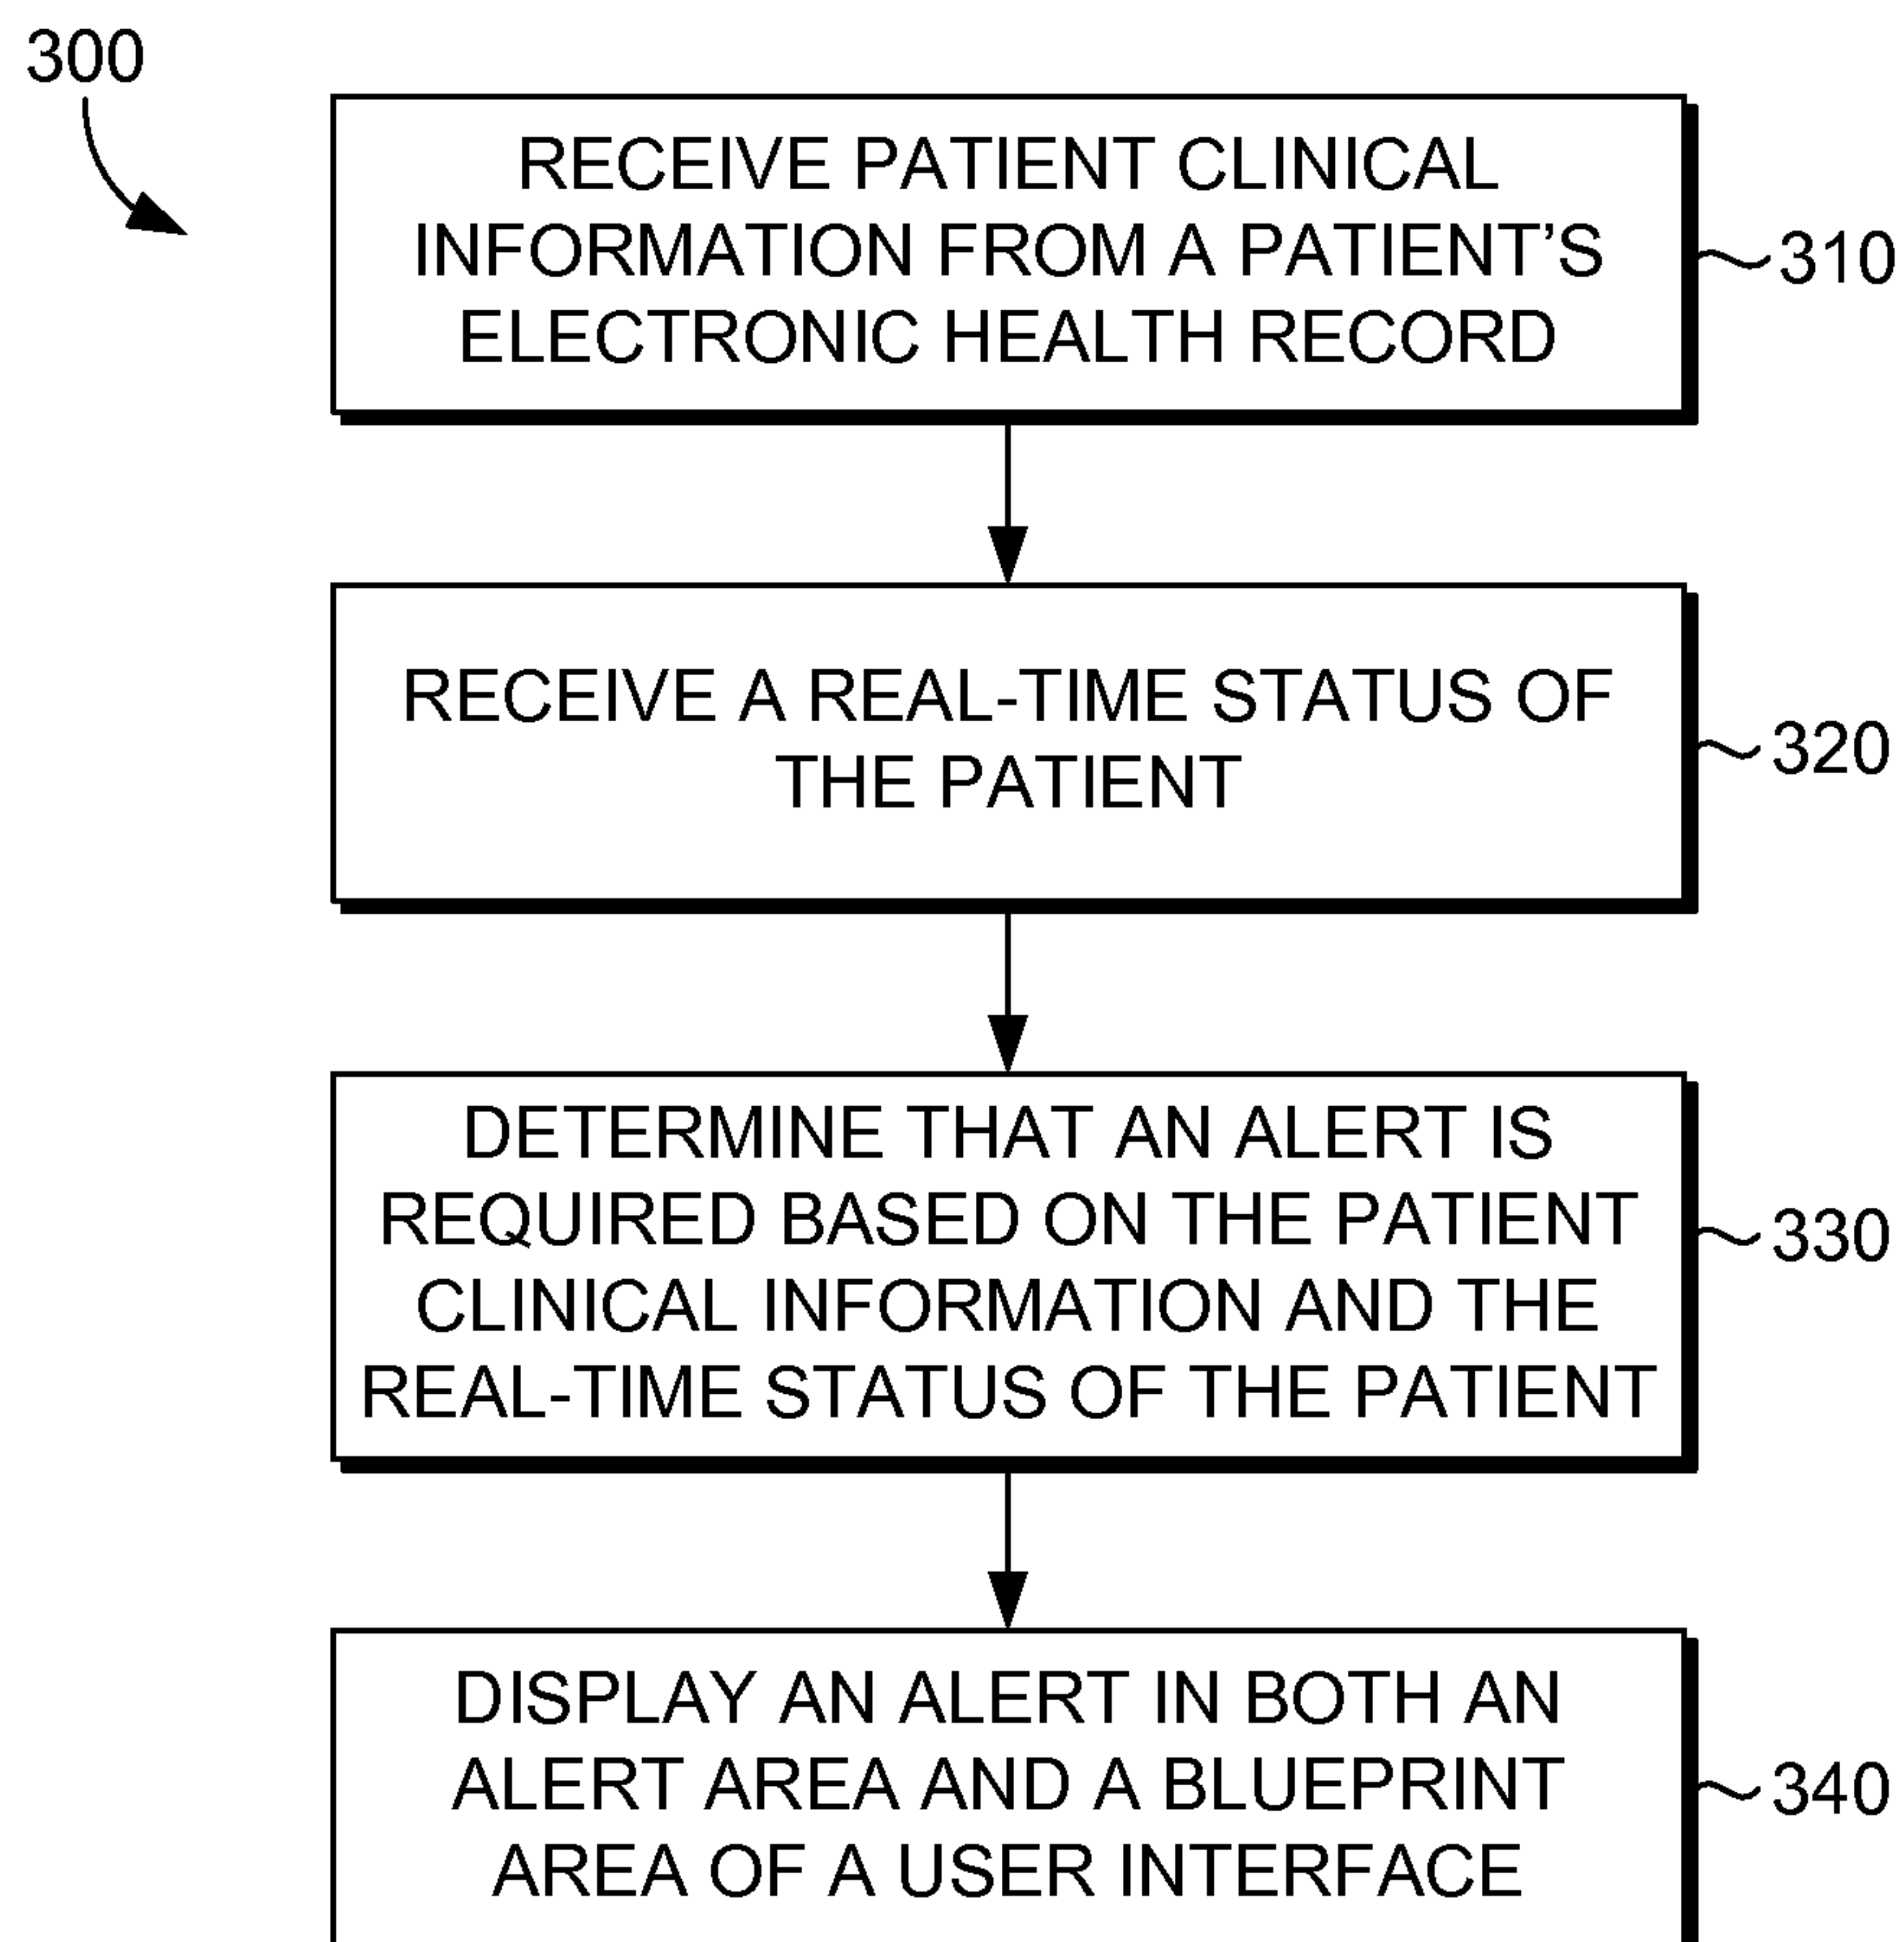 300
RECEIVE PATIENT CLINICAL
INFORMATION FROM A PATIENT’S
ELECTRONIC HEALTH RECORD
310
RECEIVE A REAL-TIME STATUS OF
THE PATIENT
320
DETERMINE THAT AN ALERT IS
REQUIRED BASED ON THE PATIENT
CLINICAL INFORMATION AND THE
REAL-TIME STATUS OF THE PATIENT
330
DISPLAY AN ALERT IN BOTH AN
ALERT AREA AND A BLUEPRINT
AREA OF A USER INTERFACE
340